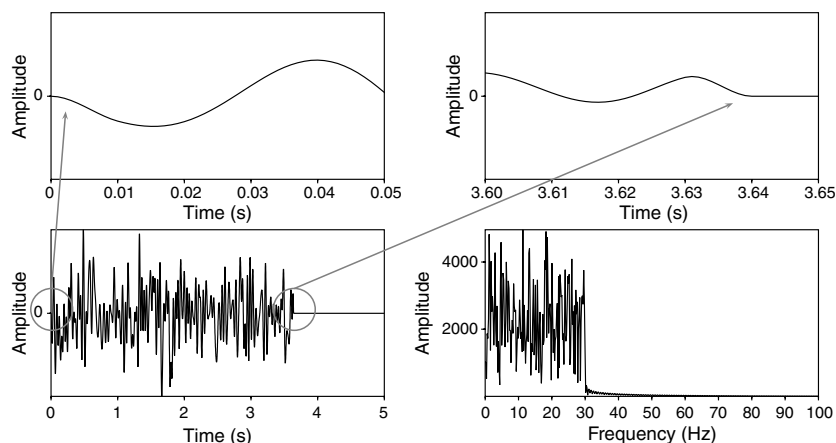 Amplitude
0
0 0.01 0.02 0.03 0.04 0.05
Time (s)
Amplitude
0
3.60 3.61 3.62 3.63 3.64 3.65
Time (s)
Amplitude
0
0 1 2 3 4 5
Time (s)
Amplitude
4000
2000
0 10 20 30 40 50 60 70 80 90 100
Frequency (Hz)